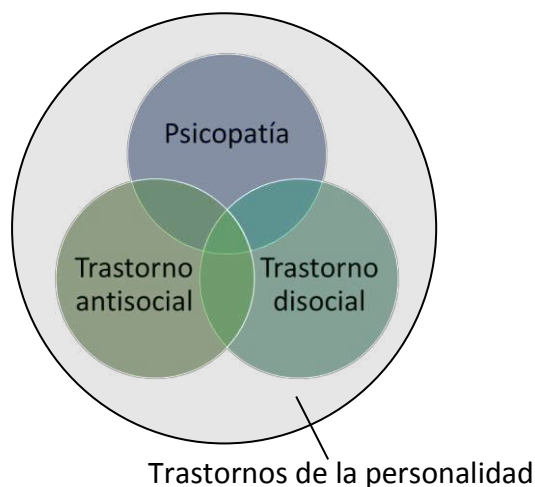 Psicopatía
Trastorno
antisocial
Trastorno
disocial
Trastornos de la personalidad